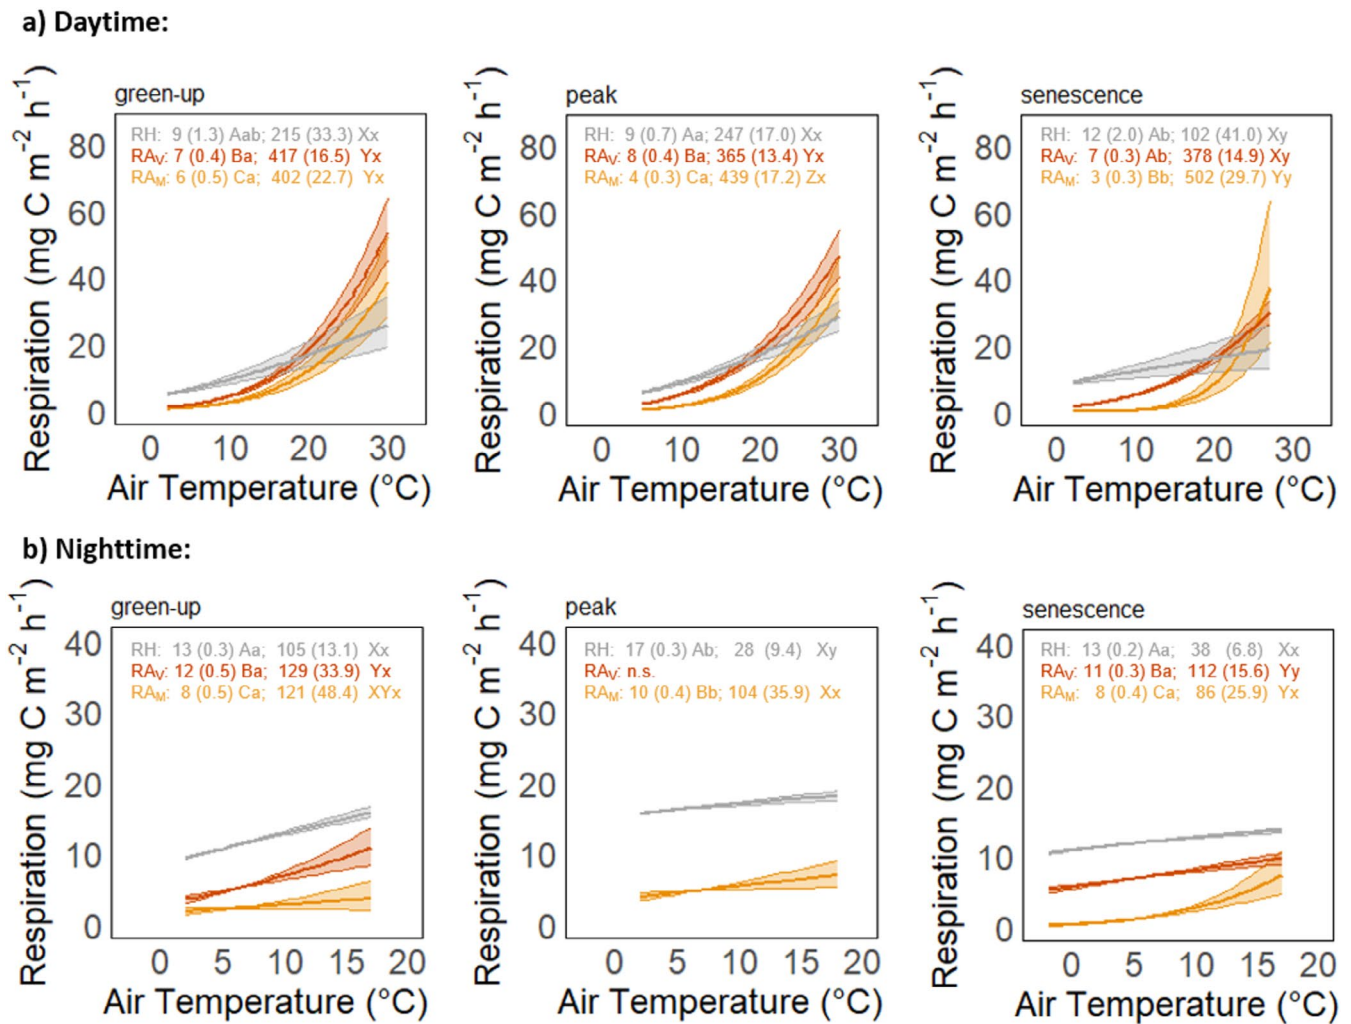 a) Daytime:
green-up
RH: 9 (1.3) Aab; 215 (33.3) Xx
RAV: 7 (0.4) Ba; 417 (16.5) Yx
RAM: 6 (0.5) Ca; 402 (22.7) Yx
Respiration (mg C m-2 h-1)
80
60
40
20
0
0 10 20 30
Air Temperature (°C)
peak
RH: 9 (0.7) Aa; 247 (17.0) Xx
RAV: 8 (0.4) Ba; 365 (13.4) Yx
RAM: 4 (0.3) Ca; 439 (17.2) Zx
Respiration (mg C m-2 h-1)
80
60
40
20
0
0 10 20 30
Air Temperature (°C)
senescence
RH: 12 (2.0) Ab; 102 (41.0) Xy
RAV: 7 (0.3) Ab; 378 (14.9) Xy
RAM: 3 (0.3) Bb; 502 (29.7) Yy
Respiration (mg C m-2 h-1)
80
60
40
20
0
0 10 20 30
Air Temperature (°C)
b) Nighttime:
green-up
RH: 13 (0.3) Aa; 105 (13.1) Xx
RAV: 12 (0.5) Ba; 129 (33.9) Yx
RAM: 8 (0.5) Ca; 121 (48.4) XYx
Respiration (mg C m-2 h-1)
40
30
20
10
0
0 5 10 15 20
Air Temperature (°C)
peak
RH: 17 (0.3) Ab; 28 (9.4) Xy
RAV: n.s.
RAM: 10 (0.4) Bb; 104 (35.9) Xx
Respiration (mg C m-2 h-1)
40
30
20
10
0
0 5 10 15 20
Air Temperature (°C)
senescence
RH: 13 (0.2) Aa; 38 (6.8) Xx
RAV: 11 (0.3) Ba; 112 (15.6) Yy
RAM: 8 (0.4) Ca; 86 (25.9) Yx
Respiration (mg C m-2 h-1)
40
30
20
10
0
0 5 10 15 20
Air Temperature (°C)